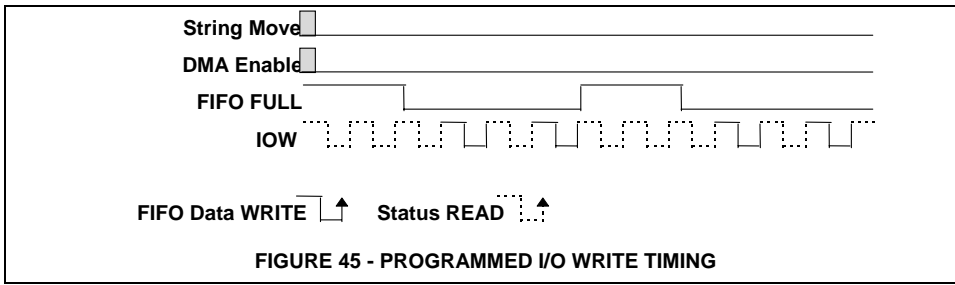 String Move
DMA Enable
FIFO FULL
IOW
FIFO Data WRITE Status READ
FIGURE 45 - PROGRAMMED I/O WRITE TIMING